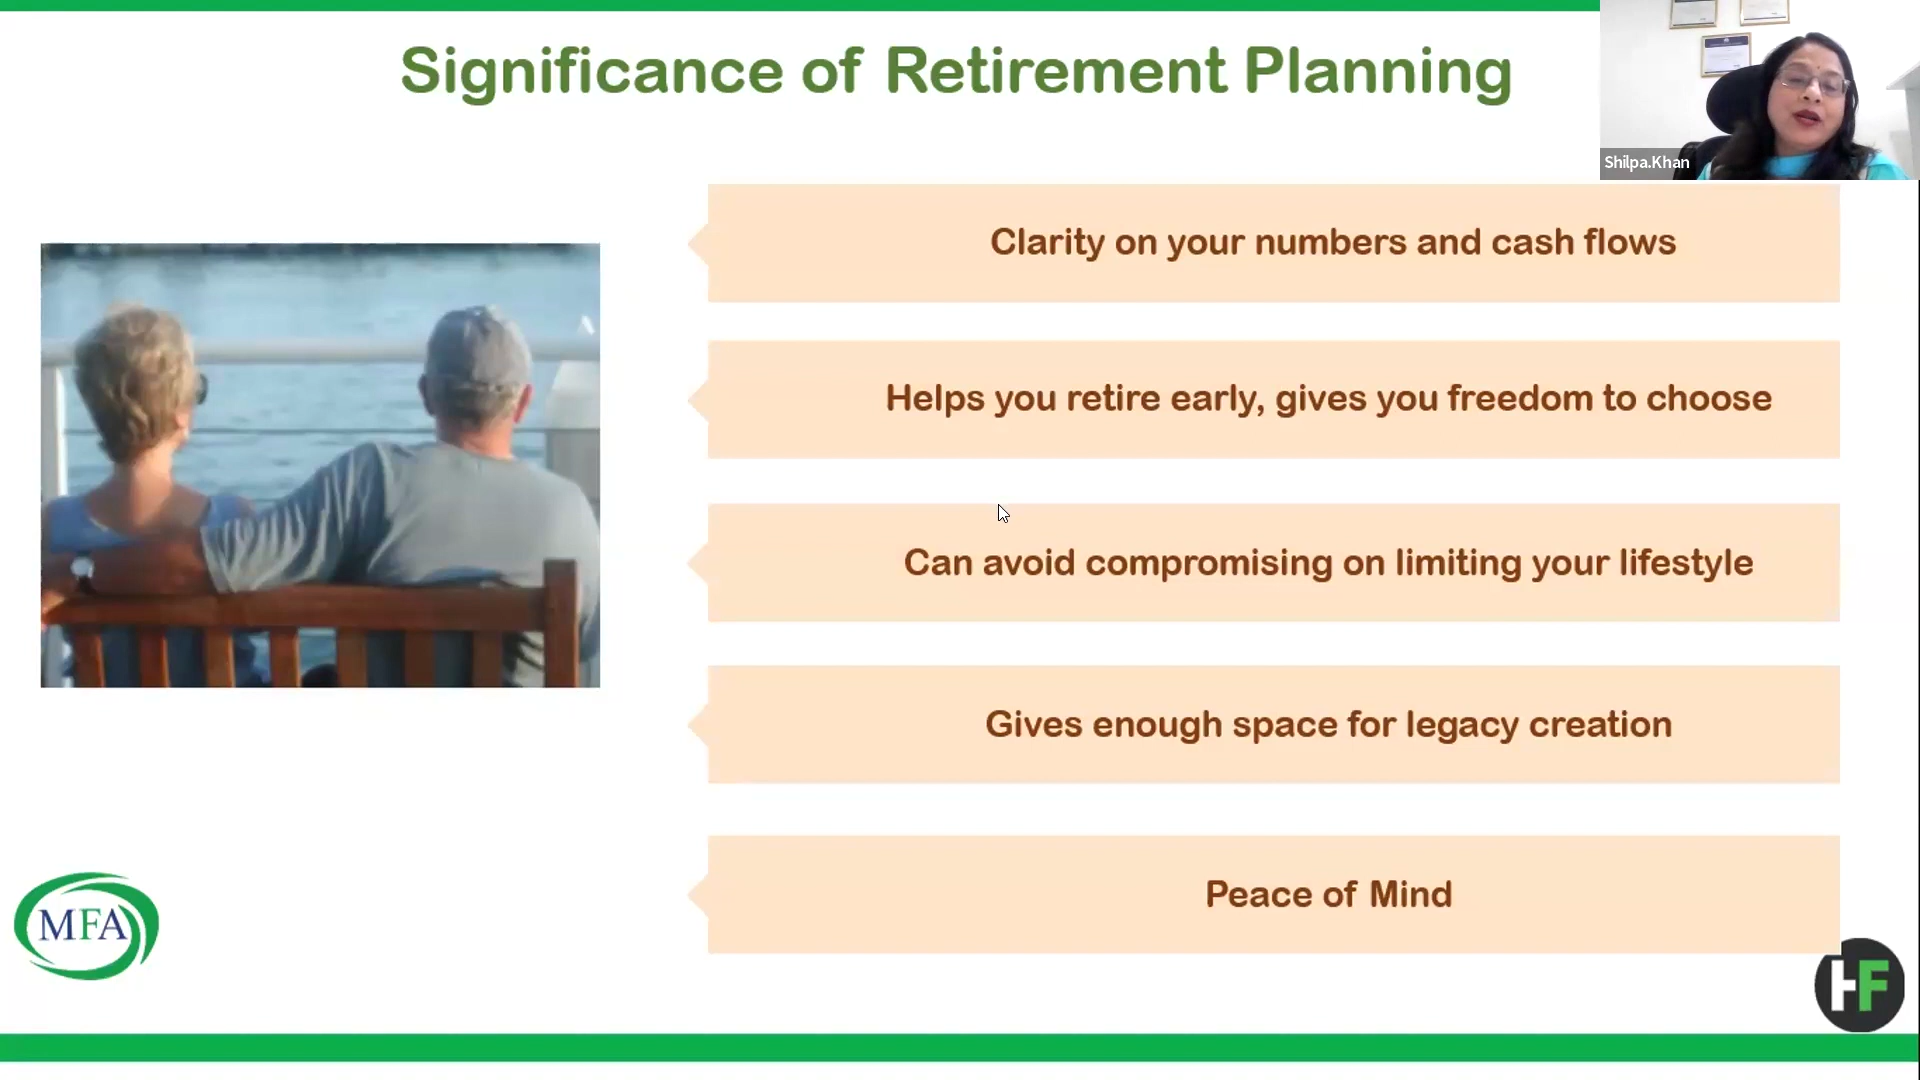 Significance of Retirement Planning
Shilpa.Khan
Clarity on your numbers and cash flows
Helps you retire early, gives you freedom to choose
Can avoid compromising on limiting your lifestyle
Gives enough space for legacy creation
Peace of Mind
MFA
HF